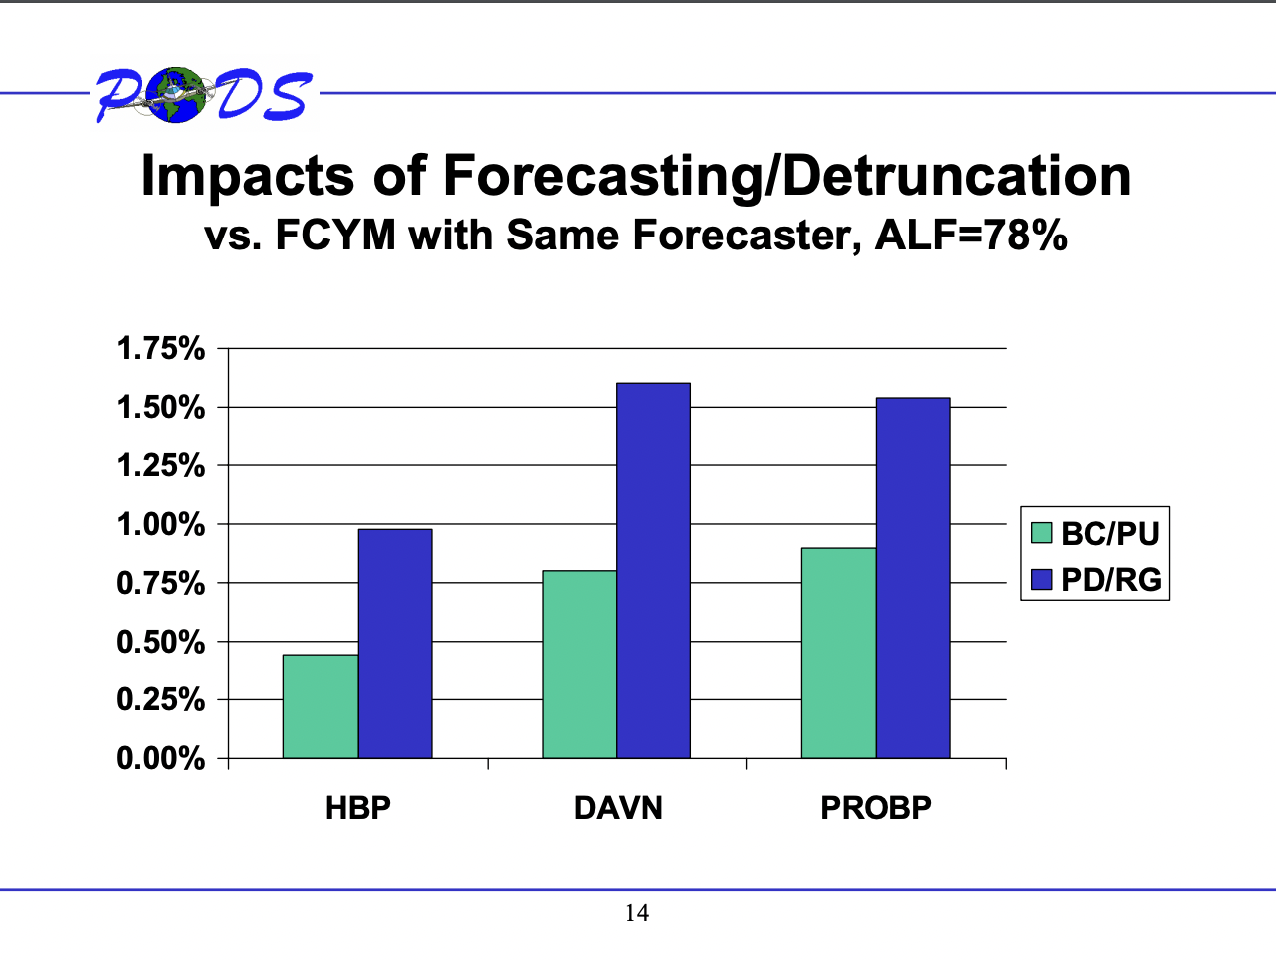 PODS
Impacts of Forecasting/Detruncation
vs. FCYM with Same Forecaster, ALF=78%
1.75%
1.50%
1.25%
1.00%
0.75%
0.50%
0.25%
0.00%
HBP DAVN PROBP
BC/PU
PD/RG
14